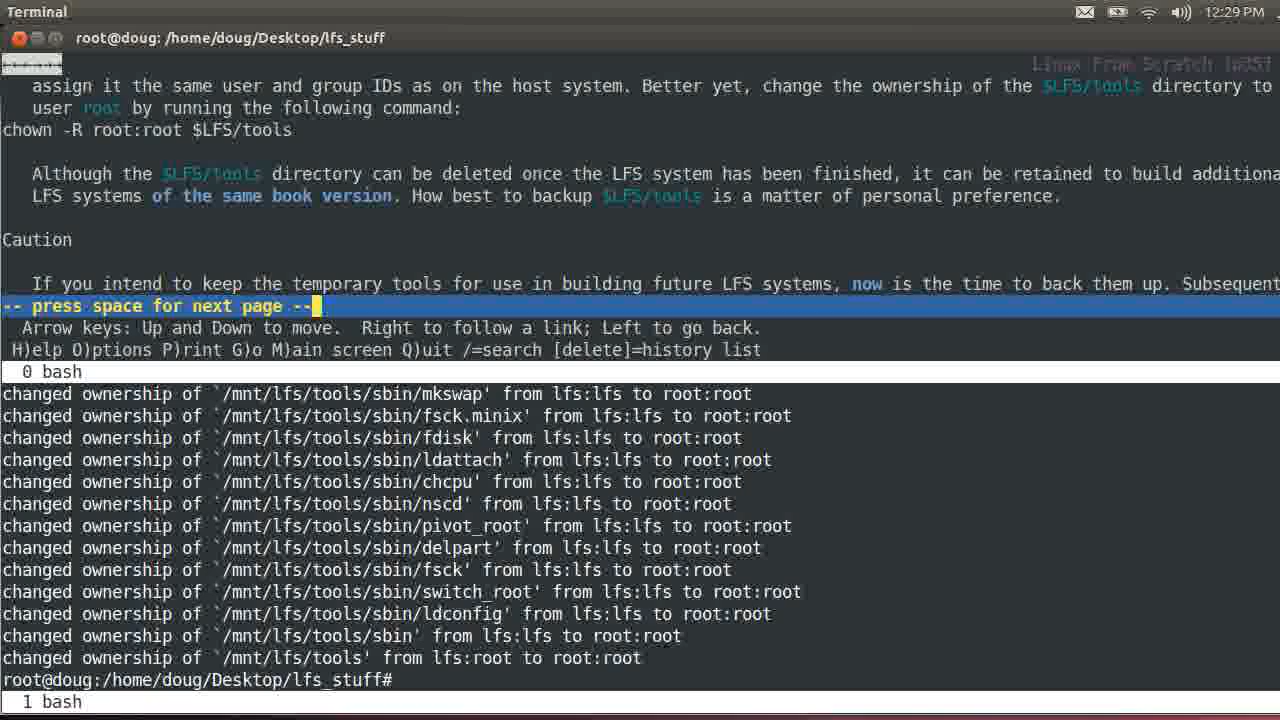 Terminal
12:29 PM
root@doug: /home/doug/Desktop/lfs_stuff
Linux From Scratch
assign it the same user and group IDs as on the host system. Better yet, change the ownership of the $LFS/tools directory to
user root by running the following command:
chown -R root:root $LFS/tools
Although the $LFS/tools directory can be deleted once the LFS system has been finished, it can be retained to build additiona
LFS systems of the same book version. How best to backup $LFS/tools is a matter of personal preference.
Caution
If you intend to keep the temporary tools for use in building future LFS systems, now is the time to back them up. Subsequent
-- press space for next page --
Arrow keys: Up and Down to move.  Right to follow a link; Left to go back.
H)elp O)ptions P)rint G)o M)ain screen Q)uit /=search [delete]=history list
0 bash
changed ownership of `/mnt/lfs/tools/sbin/mkswap' from lfs:lfs to root:root
changed ownership of `/mnt/lfs/tools/sbin/fsck.minix' from lfs:lfs to root:root
changed ownership of `/mnt/lfs/tools/sbin/fdisk' from lfs:lfs to root:root
changed ownership of `/mnt/lfs/tools/sbin/ldattach' from lfs:lfs to root:root
changed ownership of `/mnt/lfs/tools/sbin/chcpu' from lfs:lfs to root:root
changed ownership of `/mnt/lfs/tools/sbin/nscd' from lfs:lfs to root:root
changed ownership of `/mnt/lfs/tools/sbin/pivot_root' from lfs:lfs to root:root
changed ownership of `/mnt/lfs/tools/sbin/delpart' from lfs:lfs to root:root
changed ownership of `/mnt/lfs/tools/sbin/fsck' from lfs:lfs to root:root
changed ownership of `/mnt/lfs/tools/sbin/switch_root' from lfs:lfs to root:root
changed ownership of `/mnt/lfs/tools/sbin/ldconfig' from lfs:lfs to root:root
changed ownership of `/mnt/lfs/tools/sbin' from lfs:lfs to root:root
changed ownership of `/mnt/lfs/tools' from lfs:root to root:root
root@doug:/home/doug/Desktop/lfs_stuff#
1 bash